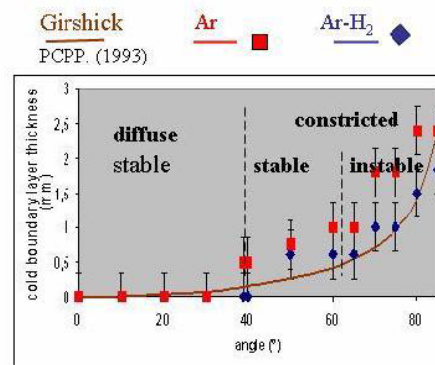 Girshick Ar Ar-H₂
PCPP. (1993)
cold boundary layer thickness
(mm)
3
2,5
2
1,5
1
0,5
0
diffuse
stable
constricted
stable instable
0 20 40 60 80
angle (°)